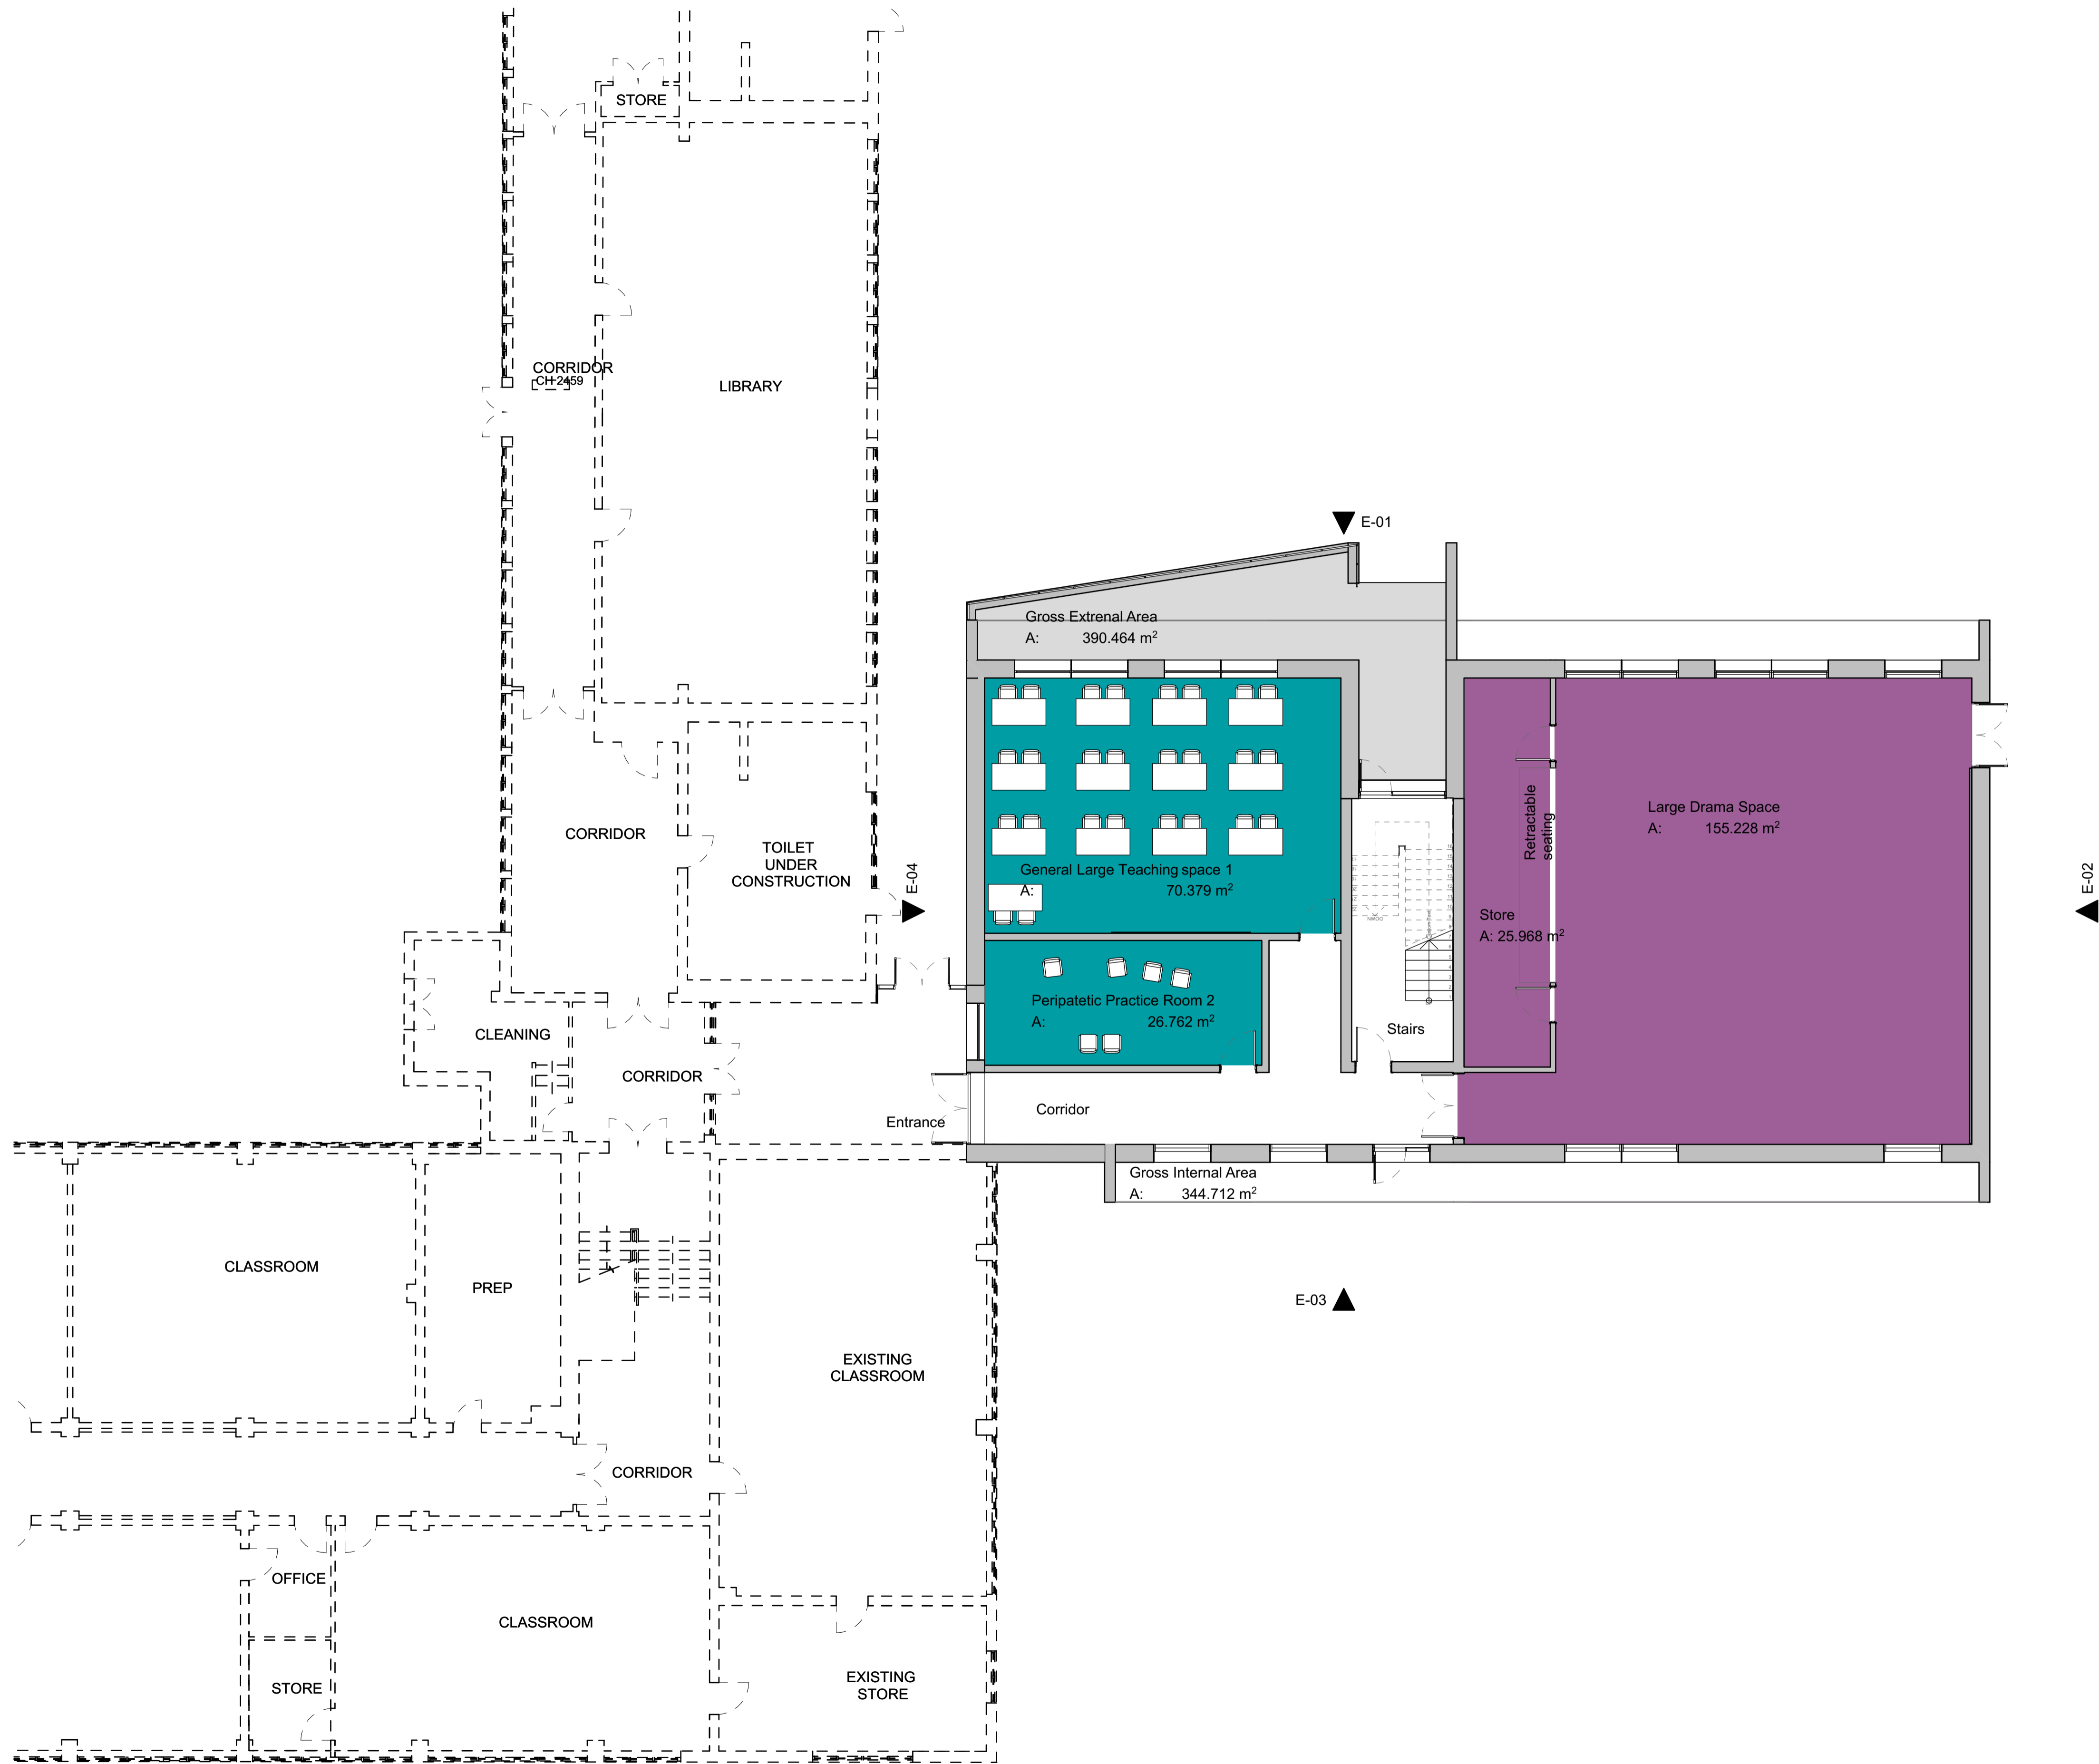 STORE
CORRIDOR
CH 2459
LIBRARY
E-01
Gross Extrenal Area
A: 390.464 m²
CORRIDOR
TOILET
UNDER
CONSTRUCTION
E-04
General Large Teaching space 1
A: 70.379 m²
DOWN
Retractable
seating
Large Drama Space
A: 155.228 m²
E-02
Store
A: 25.968 m²
CLEANING
CORRIDOR
Peripatetic Practice Room 2
A: 26.762 m²
Stairs
Entrance
Corridor
Gross Internal Area
A: 344.712 m²
CLASSROOM
PREP
E-03
EXISTING
CLASSROOM
CORRIDOR
OFFICE
CLASSROOM
STORE
EXISTING
STORE